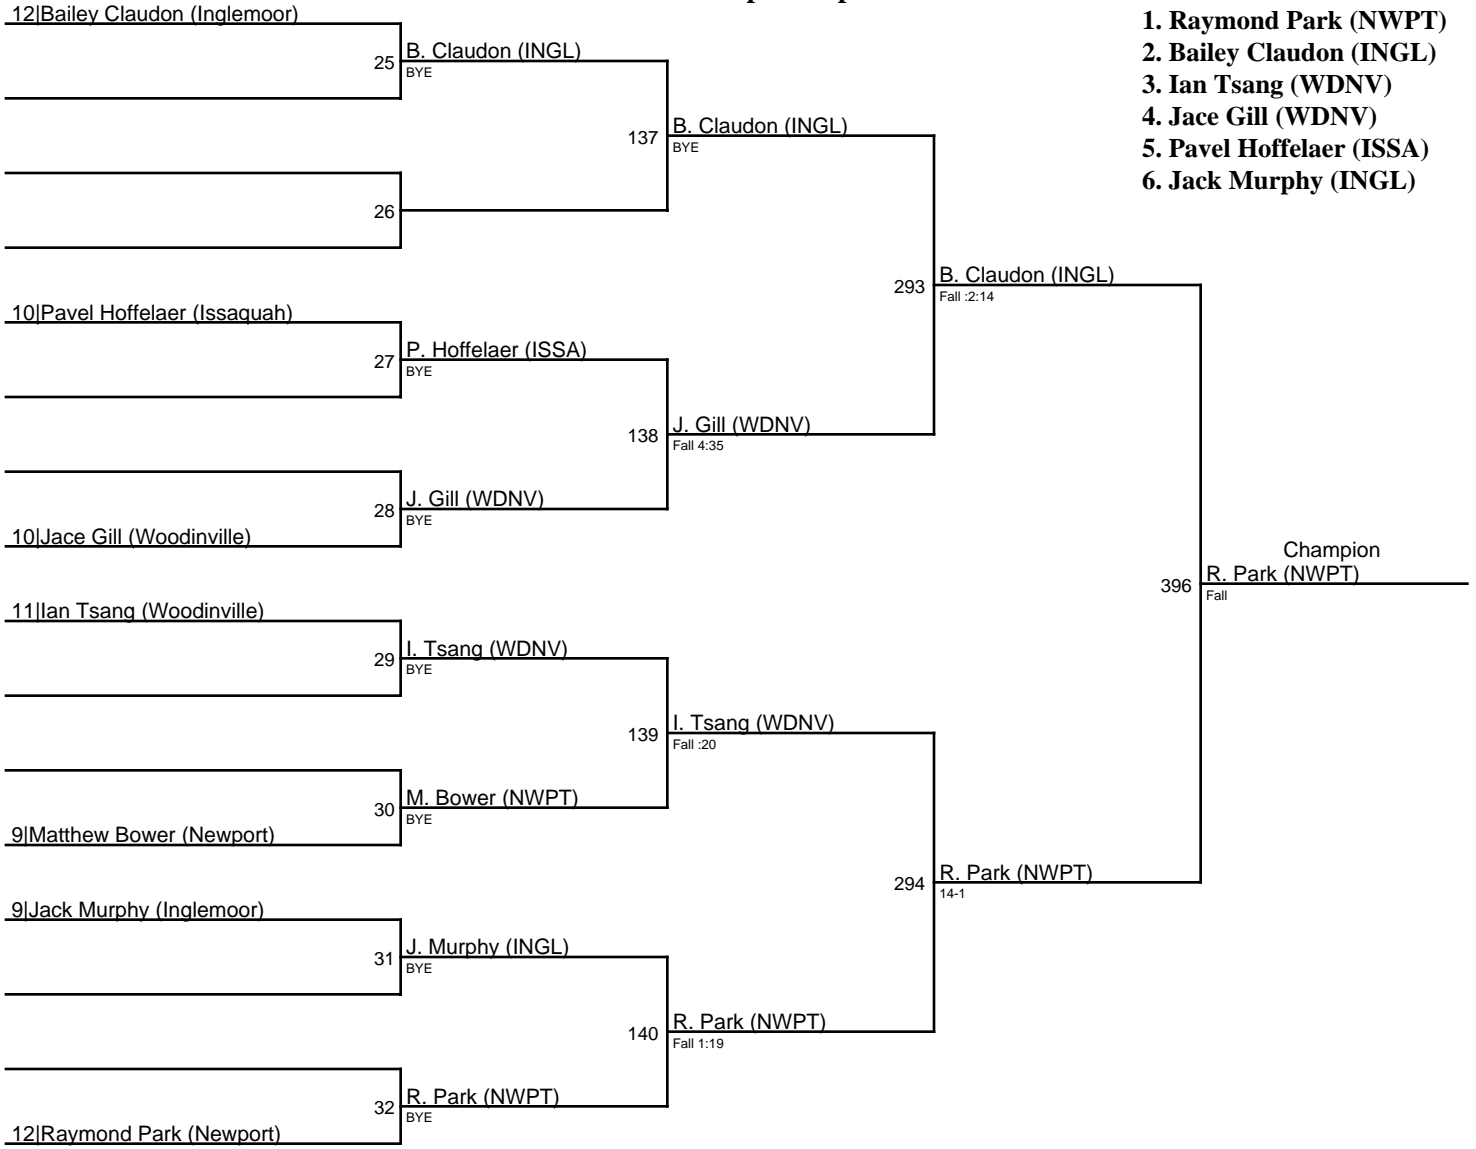 12|Bailey Claudon (Inglemoor)
25
B. Claudon (INGL)
BYE
137
B. Claudon (INGL)
BYE
26
293
B. Claudon (INGL)
Fall :2:14
10|Pavel Hoffelaer (Issaquah)
27
P. Hoffelaer (ISSA)
BYE
138
J. Gill (WDNV)
Fall 4:35
28
J. Gill (WDNV)
BYE
10|Jace Gill (Woodinville)
396
Champion
R. Park (NWPT)
Fall
11|Ian Tsang (Woodinville)
29
I. Tsang (WDNV)
BYE
139
I. Tsang (WDNV)
Fall :20
30
M. Bower (NWPT)
BYE
9|Matthew Bower (Newport)
294
R. Park (NWPT)
14-1
9|Jack Murphy (Inglemoor)
31
J. Murphy (INGL)
BYE
140
R. Park (NWPT)
Fall 1:19
32
R. Park (NWPT)
BYE
12|Raymond Park (Newport)
1. Raymond Park (NWPT)
2. Bailey Claudon (INGL)
3. Ian Tsang (WDNV)
4. Jace Gill (WDNV)
5. Pavel Hoffelaer (ISSA)
6. Jack Murphy (INGL)